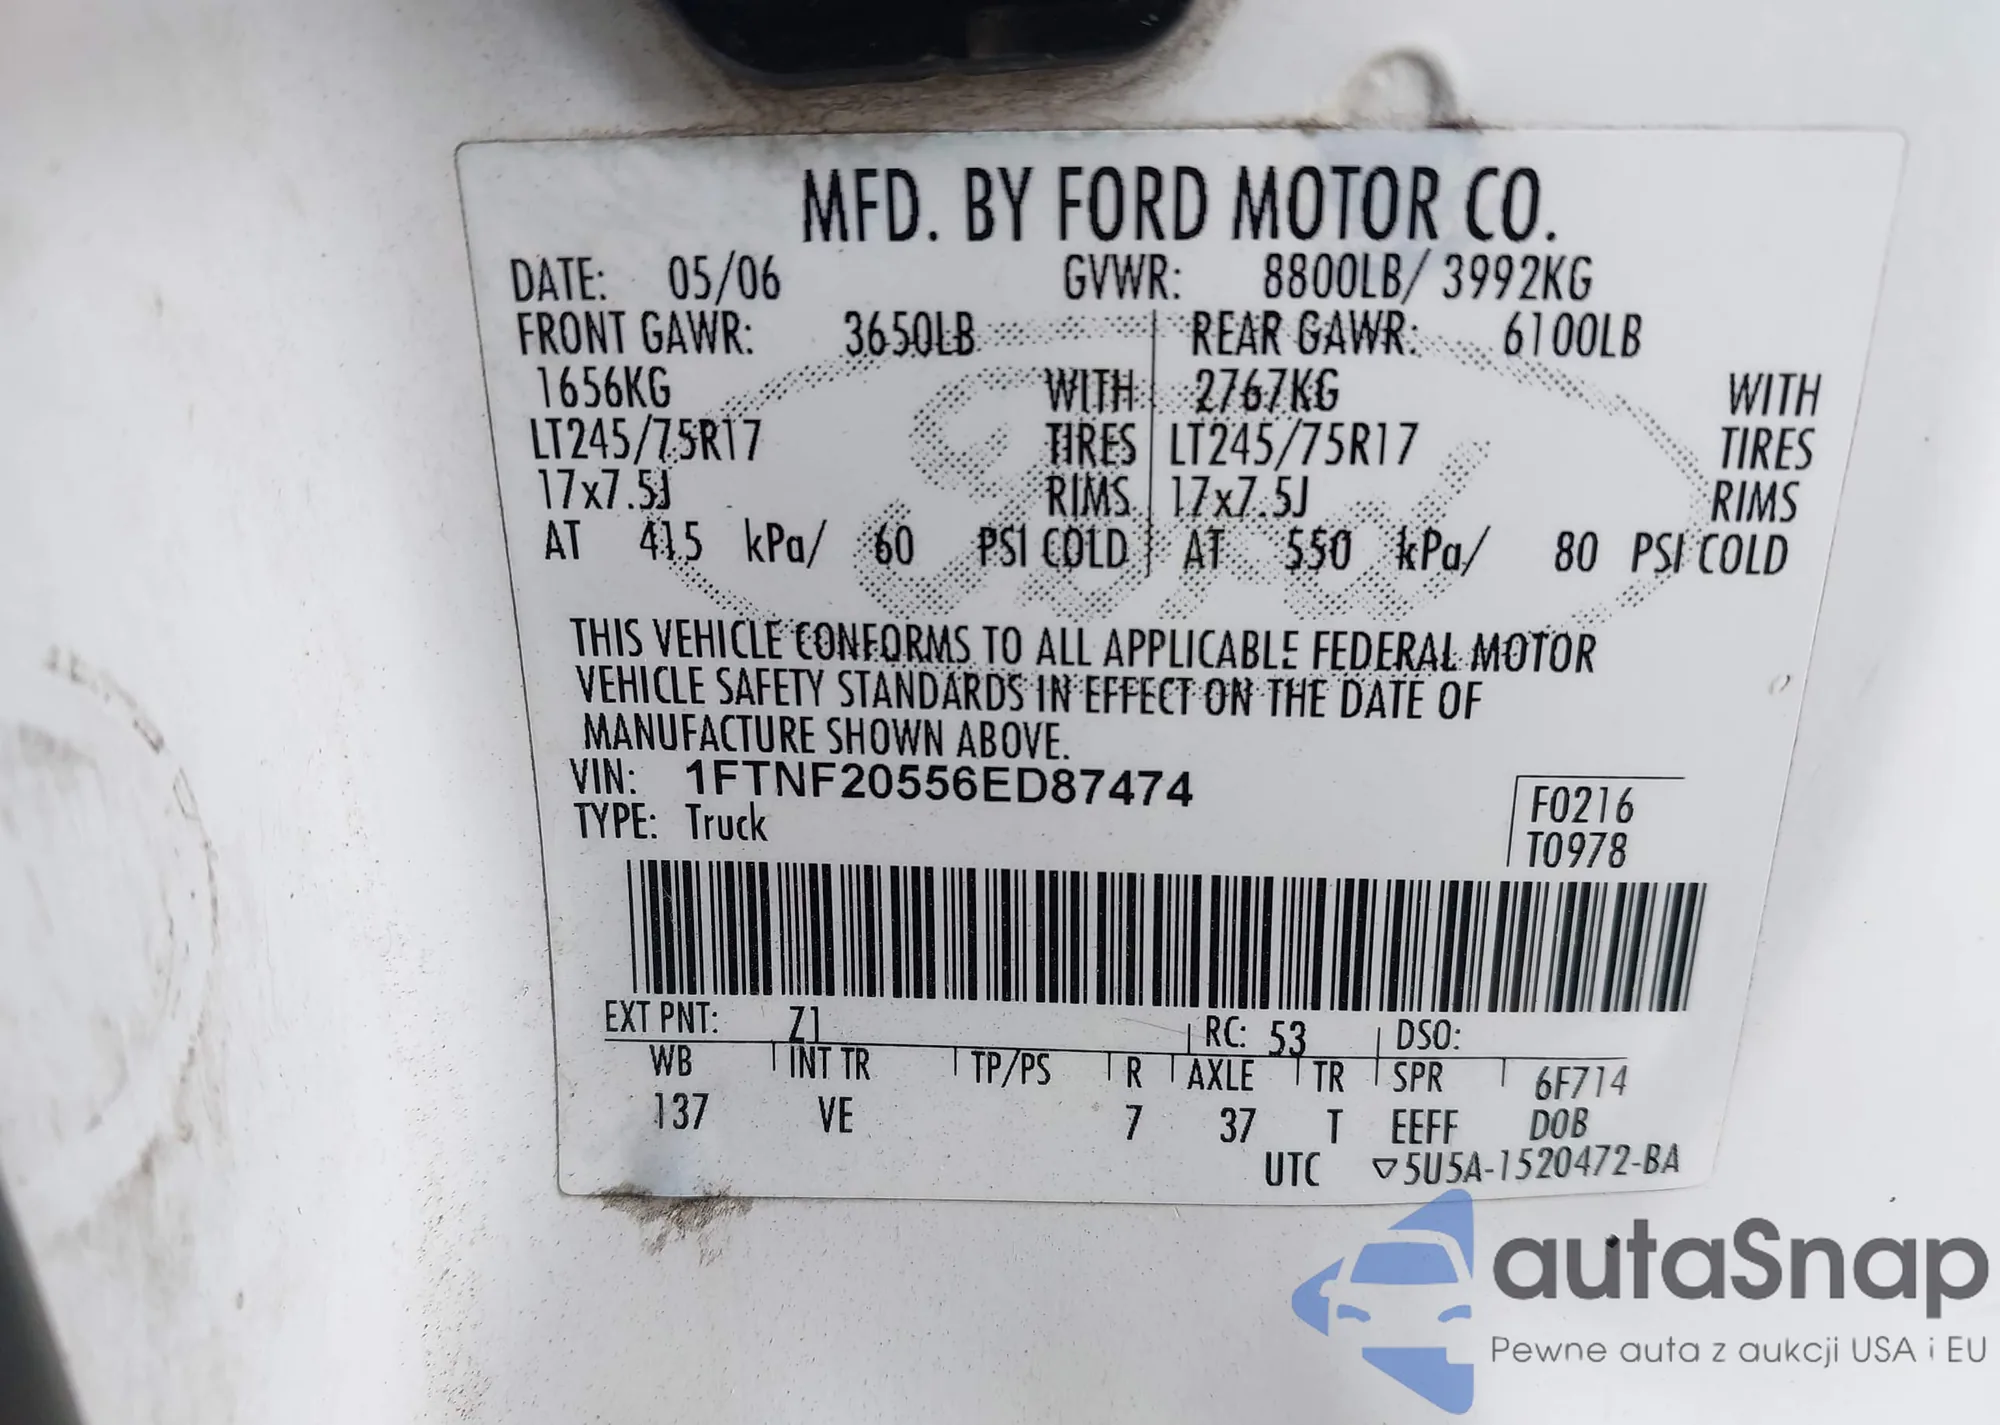 MFD. BY FORD MOTOR CO.
DATE: 05/06 GVWR: 8800LB/ 3992KG
FRONT GAWR: 3650LB REAR GAWR: 6100LB
1656KG WITH 2767KG WITH
LT245/75R17 TIRES LT245/75R17 TIRES
17x7.5J RIMS 17x7.5J RIMS
AT 415 kPa/ 60 PSI COLD AT 550 kPa/ 80 PSI COLD
THIS VEHICLE CONFORMS TO ALL APPLICABLE FEDERAL MOTOR
VEHICLE SAFETY STANDARDS IN EFFECT ON THE DATE OF
MANUFACTURE SHOWN ABOVE.
VIN: 1FTNF20556ED87474
TYPE: Truck
F0216
T0978
EXT PNT: Z1 RC: 53 DSO:
WB INT TR TP/PS R AXLE TR SPR 6F714
137 VE 7 37 T EEFF DOB
UTC ▽5U5A-1520472-BA
Ford
autaSnap
Pewne auta z aukcji USA i EU